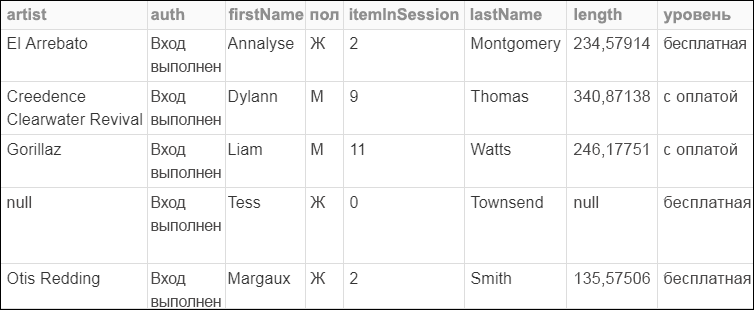 artist auth firstName пол itemInSession lastName length уровень
El Arrebato Вход выполнен Annalyse Ж 2 Montgomery 234,57914 бесплатная
Creedence Clearwater Revival Вход выполнен Dylann М 9 Thomas 340,87138 с оплатой
Gorillaz Вход выполнен Liam М 11 Watts 246,17751 с оплатой
null Вход выполнен Tess Ж 0 Townsend null бесплатная
Otis Redding Вход выполнен Margaux Ж 2 Smith 135,57506 бесплатная